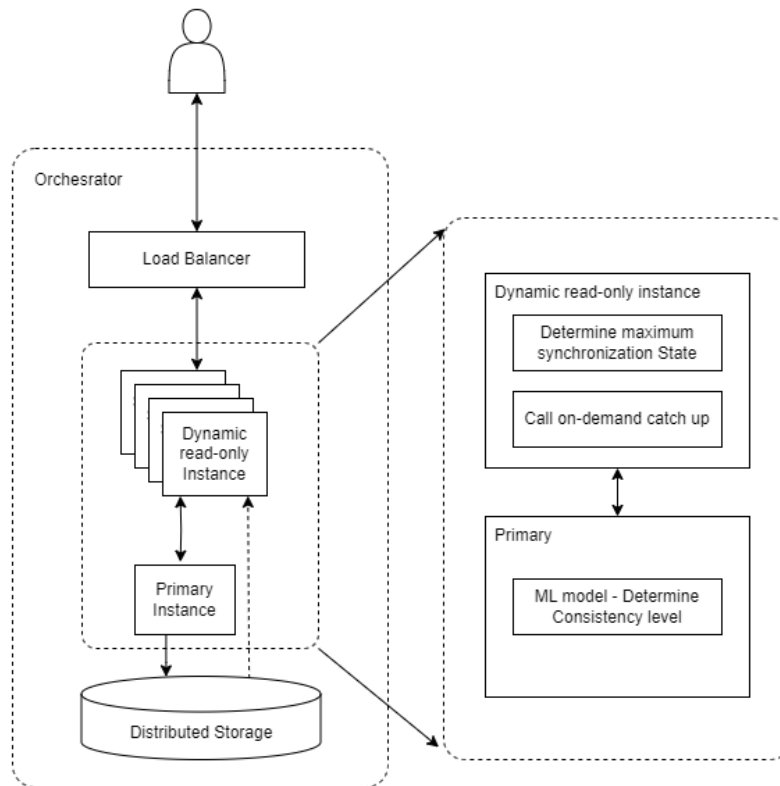 Orchesrator
Load Balancer
Dynamic
read-only
Instance
Primary
Instance
Distributed Storage
Dynamic read-only instance
Determine maximum
synchronization State
Call on-demand catch up
Primary
ML model - Determine
Consistency level